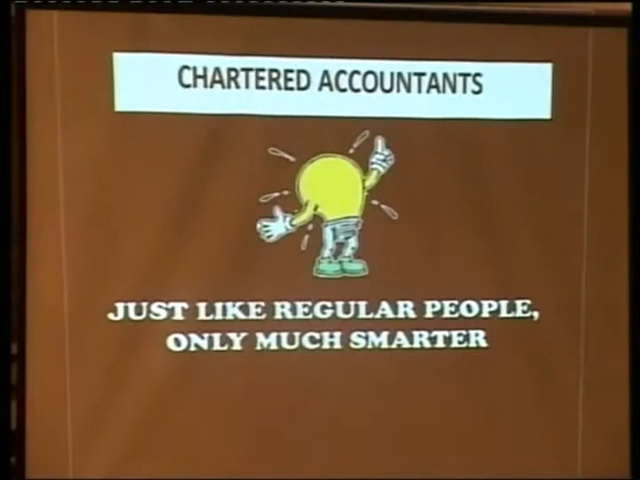 CHARTERED ACCOUNTANTS
JUST LIKE REGULAR PEOPLE,
ONLY MUCH SMARTER